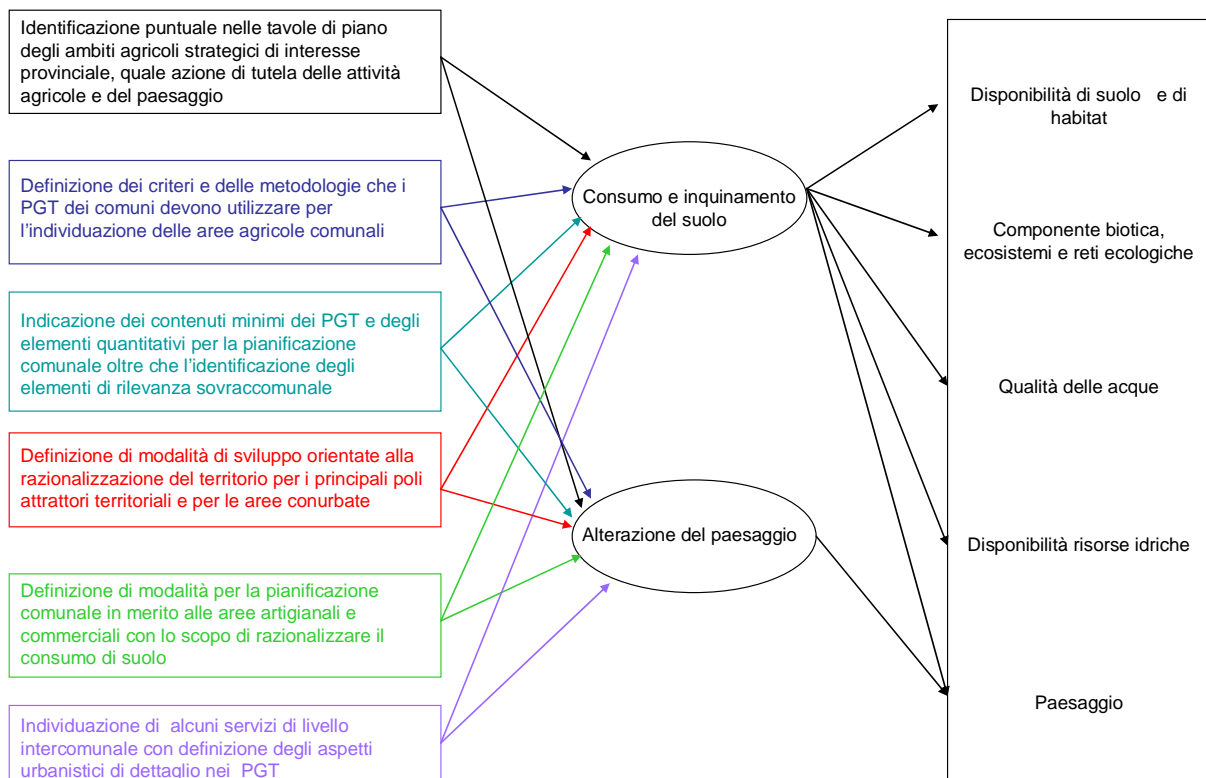 Identificazione puntuale nelle tavole di piano
degli ambiti agricoli strategici di interesse
provinciale, quale azione di tutela delle attività
agricole e del paesaggio
Definizione dei criteri e delle metodologie che i
PGT dei comuni devono utilizzare per
l'individuazione delle aree agricole comunali
Indicazione dei contenuti minimi dei PGT e degli
elementi quantitativi per la pianificazione
comunale oltre che l'identificazione degli
elementi di rilevanza sovraccomunale
Definizione di modalità di sviluppo orientate alla
razionalizzazione del territorio per i principali poli
attrattori territoriali e per le aree conurbate
Definizione di modalità per la pianificazione
comunale in merito alle aree artigianali e
commerciali con lo scopo di razionalizzare il
consumo di suolo
Individuazione di alcuni servizi di livello
intercomunale con definizione degli aspetti
urbanistici di dettaglio nei PGT
Consumo e inquinamento
del suolo
Alterazione del paesaggio
Disponibilità di suolo e di
habitat
Componente biotica,
ecosistemi e reti ecologiche
Qualità delle acque
Disponibilità risorse idriche
Paesaggio